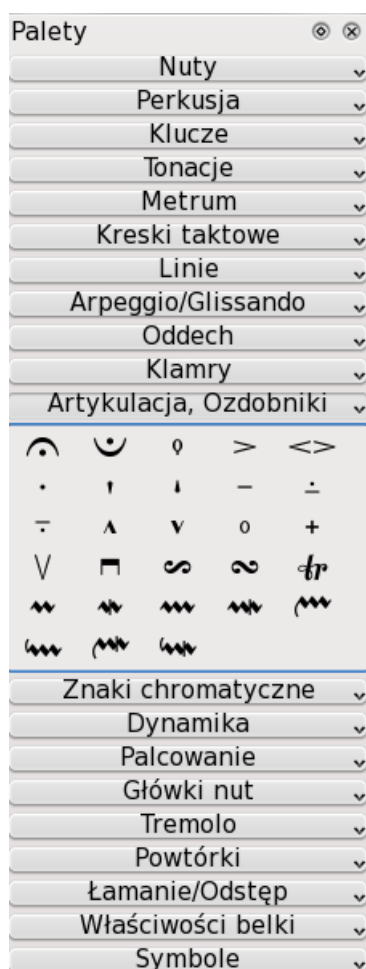 Palety
Nuty
Perkusja
Klucze
Tonacje
Metrum
Kreski taktowe
Linie
Arpeggio/Glissando
Oddech
Klamry
Artykulacja, Ozdobniki
Znaki chromatyczne
Dynamika
Palcowanie
Główki nut
Tremolo
Powtórki
Łamanie/Odstęp
Właściwości belki
Symbole